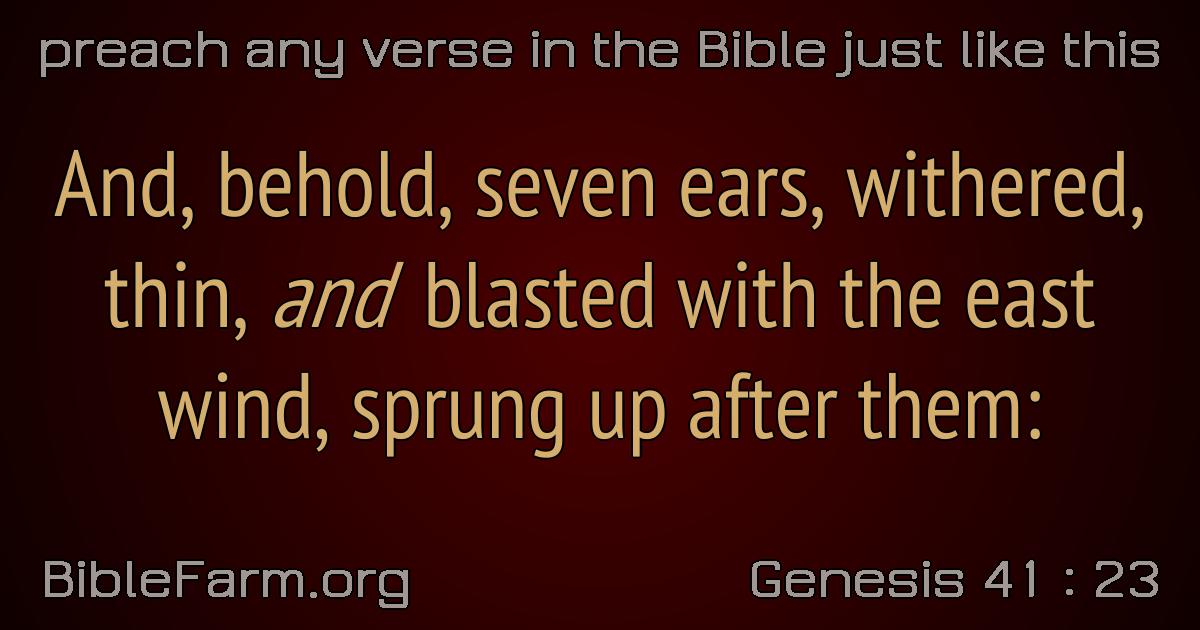 preach any verse in the Bible just like this
And, behold, seven ears, withered,
thin, and blasted with the east
wind, sprung up after them:
BibleFarm.org
Genesis 41 : 23